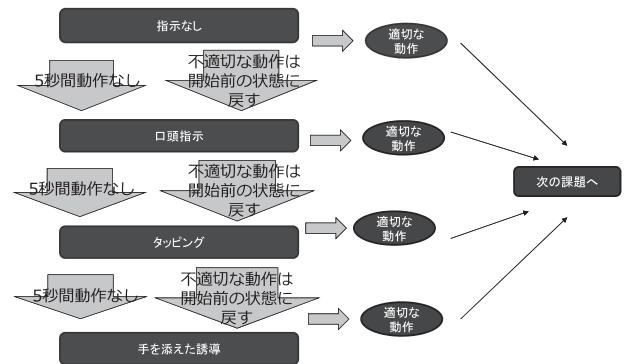 指示なし
適切な
動作
5秒間動作なし
不適切な動作は
開始前の状態に
戻す
口頭指示
適切な
動作
次の課題へ
5秒間動作なし
不適切な動作は
開始前の状態に
戻す
タッピング
適切な
動作
5秒間動作なし
不適切な動作は
開始前の状態に
戻す
手を添えた誘導
適切な
動作